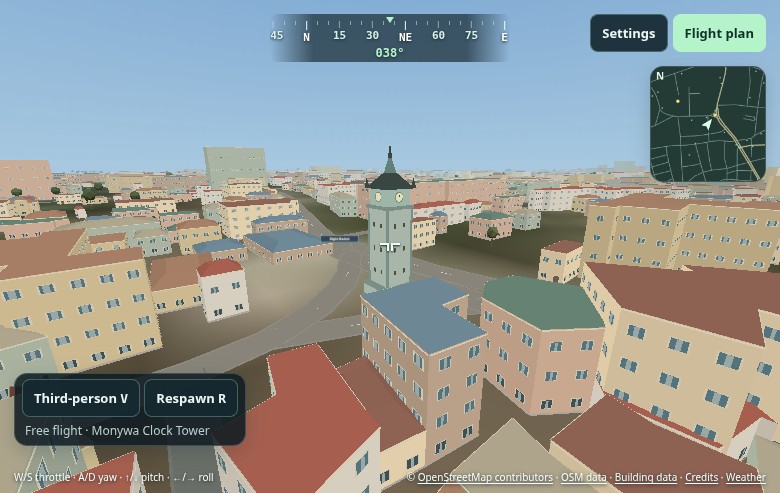 45 N 15 30 NE 60 75 E
038°
Settings
Flight plan
N
Third-person V
Respawn R
Free flight · Monywa Clock Tower
W/S throttle · A/D yaw · ↑/↓ pitch · ←/→ roll
© OpenStreetMap contributors · OSM data · Building data · Credits · Weather